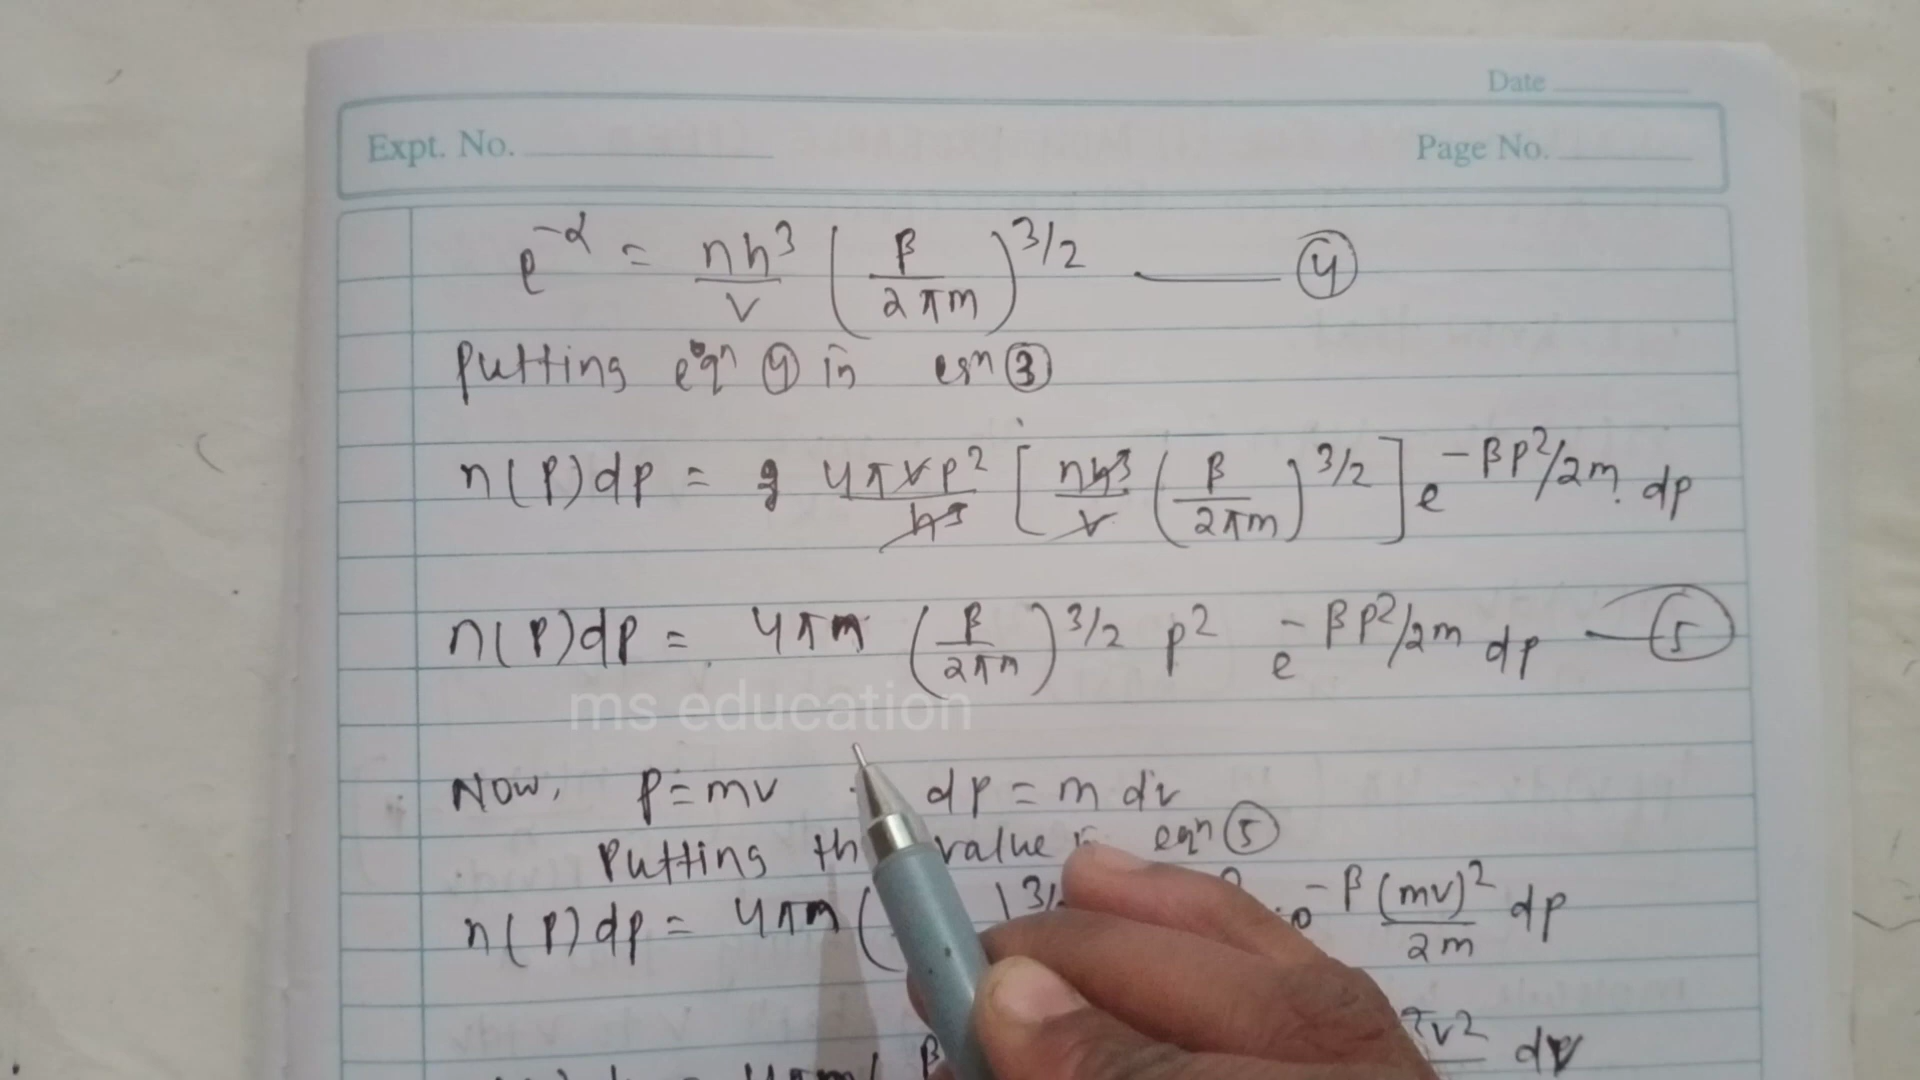 Date
Expt. No.
Page No.
e^-α = nh³/v (β/2πm)^3/2 — ④
Putting eqn ④ in eqn ③
n(p)dp = 4πvp²/h³ [nh³/v (β/2πm)^3/2] e^-βp²/2m dp
n(p)dp = 4πn (β/2πm)^3/2 p² e^-βp²/2m dp — ⑤
ms education
Now, p=mv dp = m dv
Putting value eqn ⑤
n(p)dp = 4πn ( )3/ -β(mv)²/2m dp
v² dv